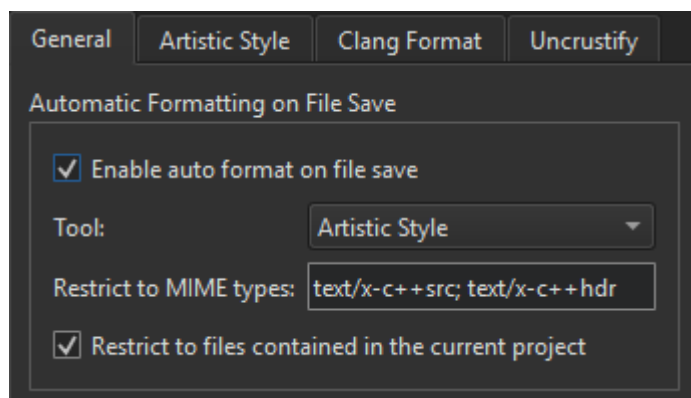 General Artistic Style Clang Format Uncrustify
Automatic Formatting on File Save
Enable auto format on file save
Tool: Artistic Style
Restrict to MIME types: text/x-c++src; text/x-c++hdr
Restrict to files contained in the current project